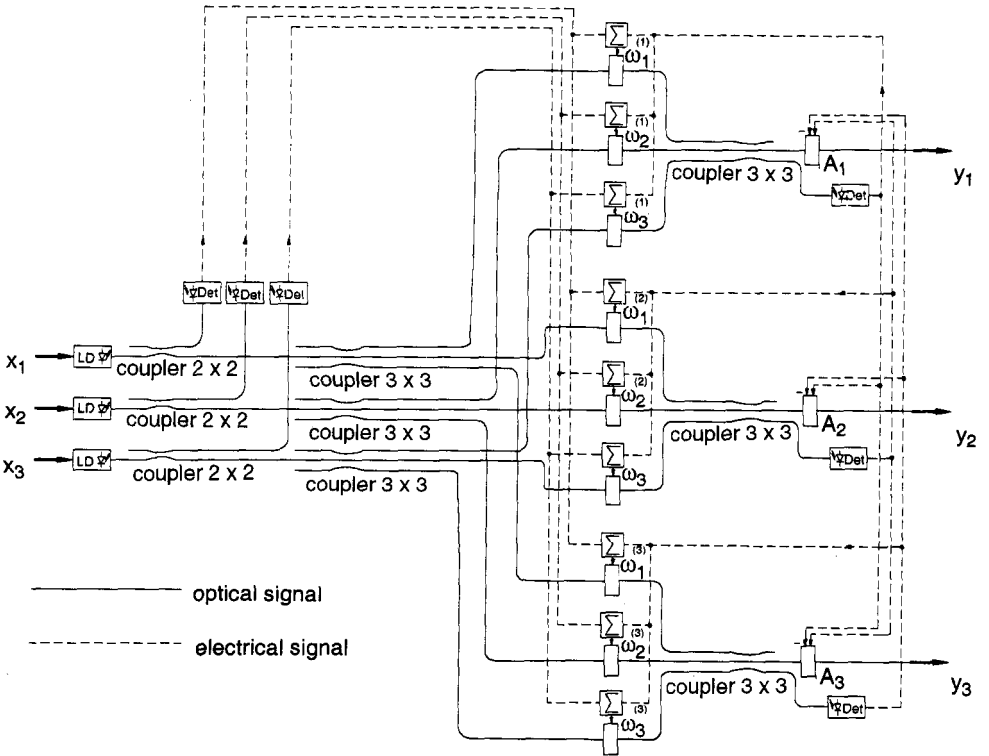 Σ (1)
ω1
Σ (1)
ω2
A1
coupler 3 x 3
y1
Σ (1)
Det
ω3
Det Det Det
Σ (2)
ω1
x1 LD
coupler 2 x 2
coupler 3 x 3
Σ (2)
ω2
x2 LD
coupler 2 x 2
coupler 3 x 3
A2
coupler 3 x 3
y2
x3 LD
coupler 2 x 2
coupler 3 x 3
Σ (2)
Det
ω3
Σ (3)
ω1
optical signal
Σ (3)
ω2
electrical signal
A3
coupler 3 x 3
y3
Σ (3)
Det
ω3